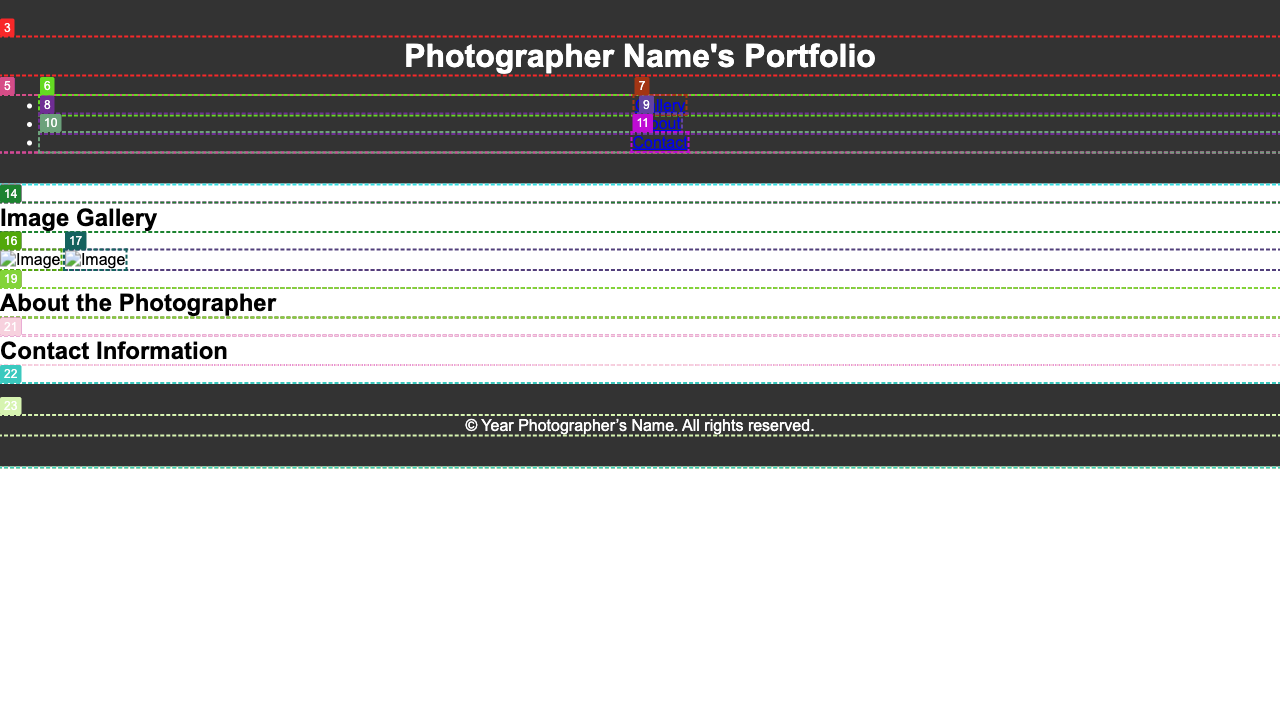 3
Photographer Name's Portfolio
5 6 7
8 9 Gallery
10 11 About
Contact
14
Image Gallery
16 17
Image Image
19
About the Photographer
21
Contact Information
22
23
© Year Photographer’s Name. All rights reserved.